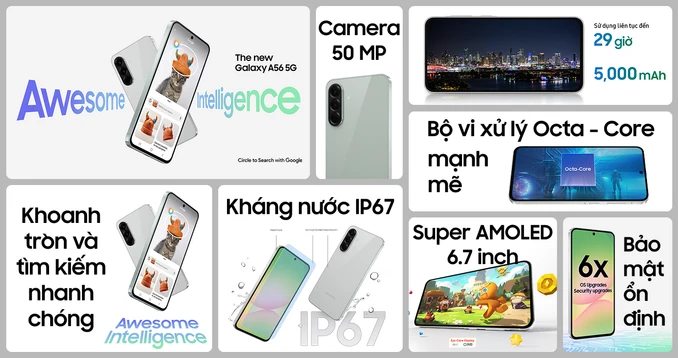 Awesome
Intelligence
The new
Galaxy A56 5G
Circle to Search with Google
Camera
50 MP
Sử dụng liên tục đến
29 giờ
5,000 mAh
Bộ vi xử lý Octa - Core
mạnh
mẽ
Octa-Core
Khoanh
tròn và
tìm kiếm
nhanh
chóng
Awesome
Intelligence
Kháng nước IP67
IP67
Super AMOLED
6.7 inch
6x
OS Upgrades
Security upgrades
Bảo
mật
ổn
định